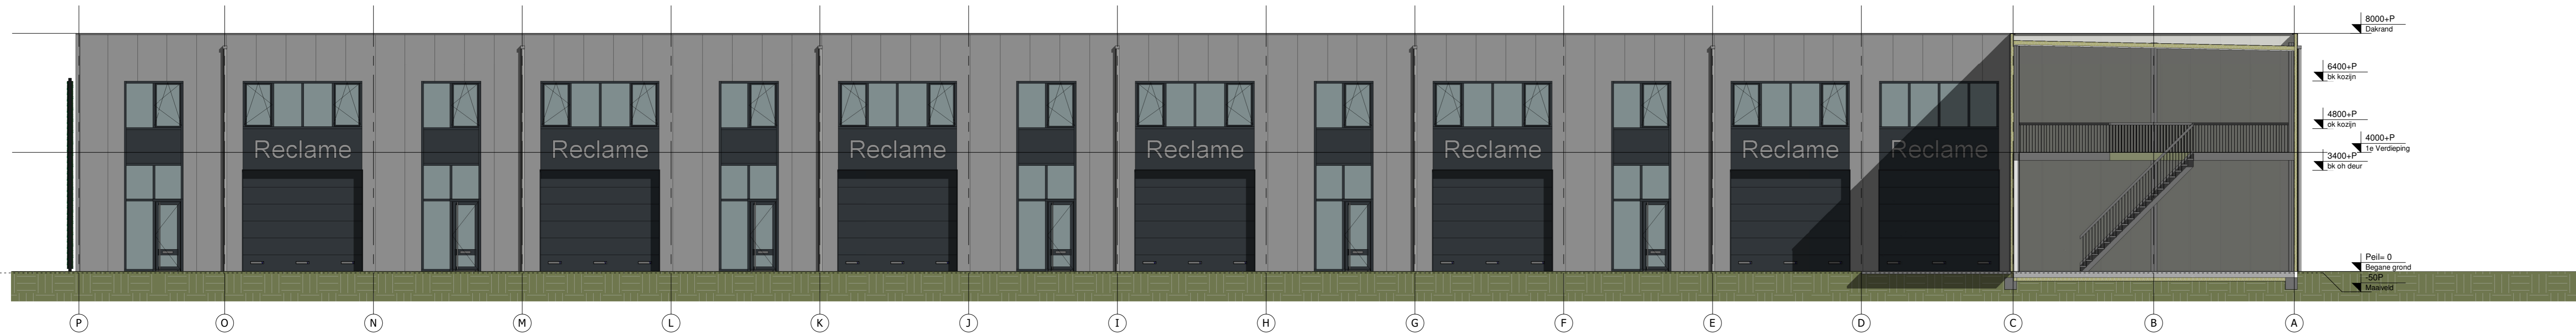 8000+P
Dakrand
6400+P
bk kozijn
4800+P
ok kozijn
4000+P
1e Verdieping
3400+P
bk oh deur
Reclame Reclame Reclame Reclame Reclame Reclame Reclame
Peil= 0
Begane grond
-50P
Maaiveld
P O N M L K J I H G F E D C B A